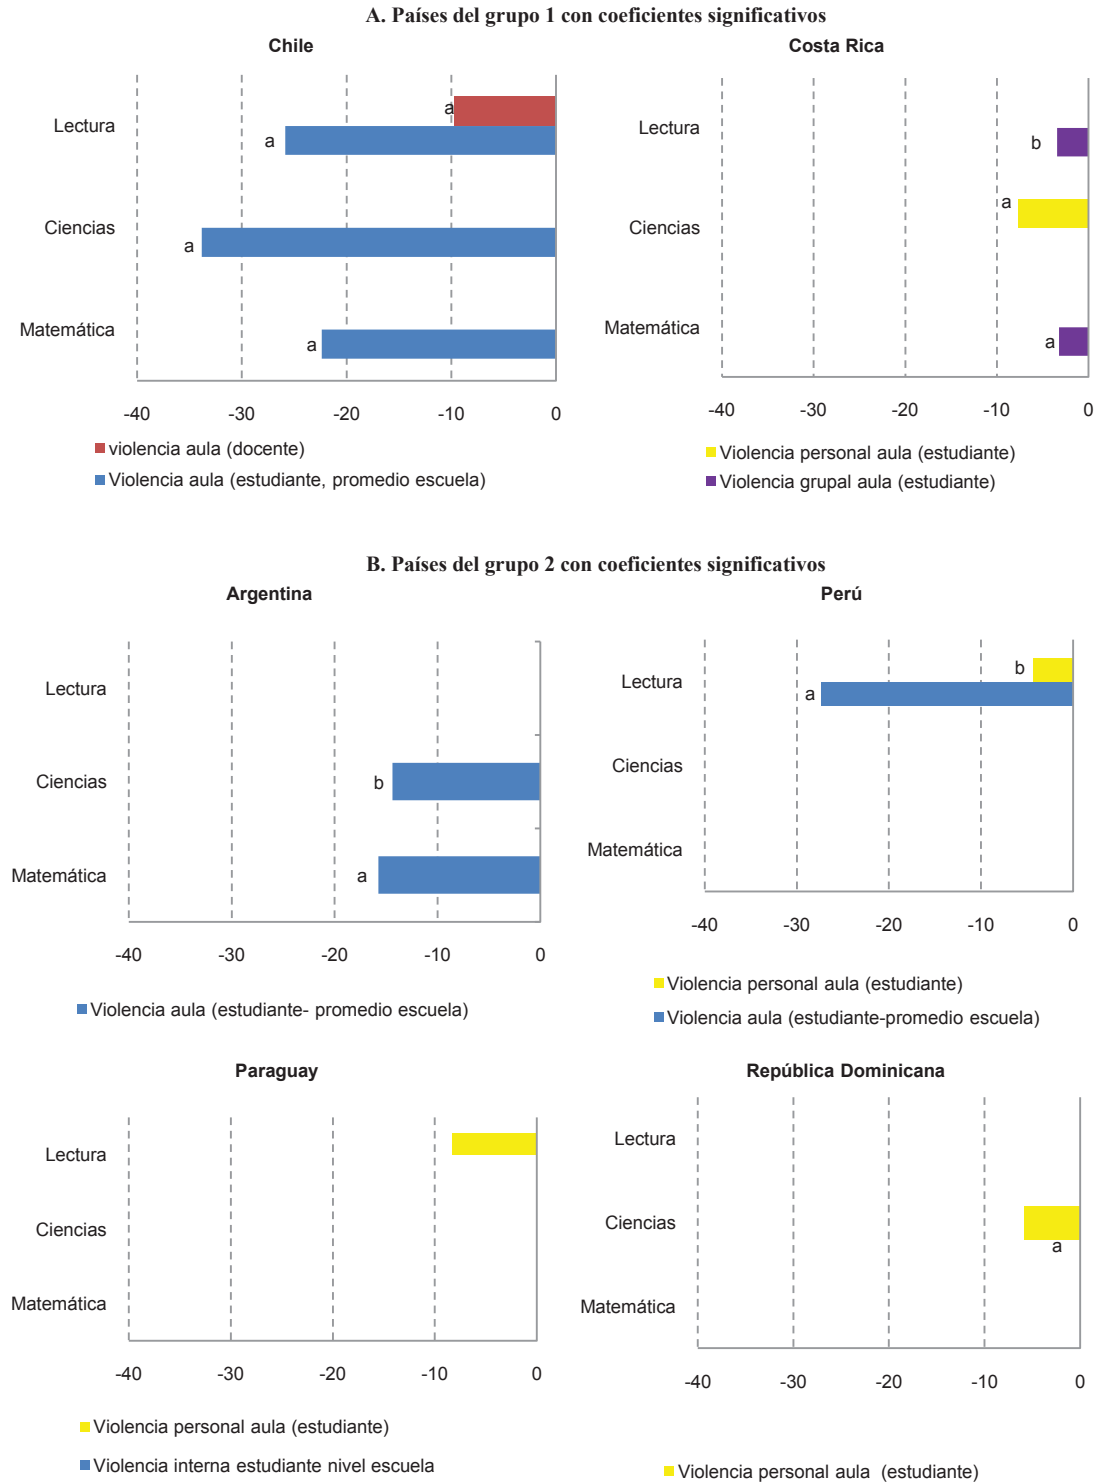 A. Países del grupo 1 con coeficientes significativos
Chile
Lectura
a
a
Ciencias
a
Matemática
a
-40 -30 -20 -10 0
violencia aula (docente)
Violencia aula (estudiante, promedio escuela)
Costa Rica
Lectura
b
a
Ciencias
Matemática
a
-40 -30 -20 -10 0
Violencia personal aula (estudiante)
Violencia grupal aula (estudiante)
B. Países del grupo 2 con coeficientes significativos
Argentina
Lectura
Ciencias
b
Matemática
a
-40 -30 -20 -10 0
Violencia aula (estudiante- promedio escuela)
Perú
b
Lectura
a
Ciencias
Matemática
-40 -30 -20 -10 0
Violencia personal aula (estudiante)
Violencia aula (estudiante-promedio escuela)
Paraguay
Lectura
Ciencias
Matemática
-40 -30 -20 -10 0
Violencia personal aula (estudiante)
Violencia interna estudiante nivel escuela
República Dominicana
Lectura
Ciencias
a
Matemática
-40 -30 -20 -10 0
Violencia personal aula (estudiante)